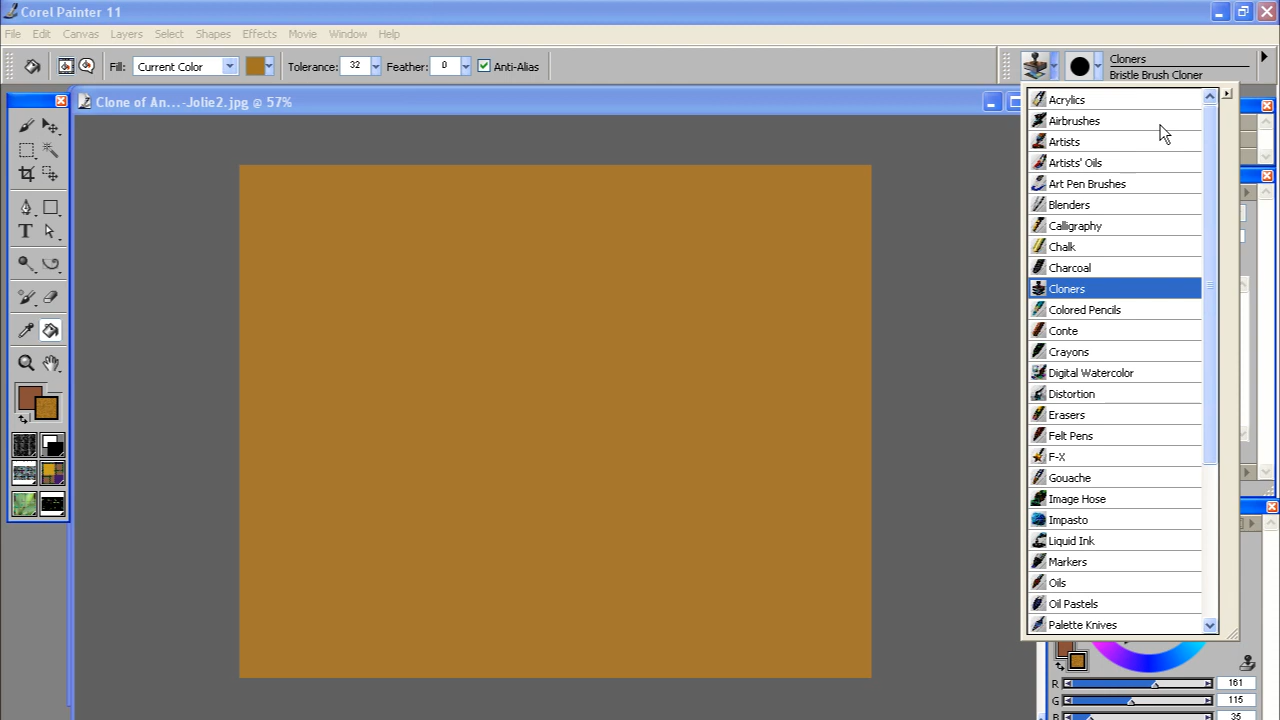 Corel Painter 11
File Edit Canvas Layers Select Shapes Effects Movie Window Help
Fill: Current Color Tolerance: 32 Feather: 0 Anti-Alias
Cloners
Bristle Brush Cloner
Clone of An...-Jolie2.jpg @ 57%
Acrylics
Airbrushes
Artists
Artists' Oils
Art Pen Brushes
Blenders
Calligraphy
Chalk
Charcoal
Cloners
Colored Pencils
Conte
Crayons
Digital Watercolor
Distortion
Erasers
Felt Pens
F-X
Gouache
Image Hose
Impasto
Liquid Ink
Markers
Oils
Oil Pastels
Palette Knives
R 161
G 115
B 35